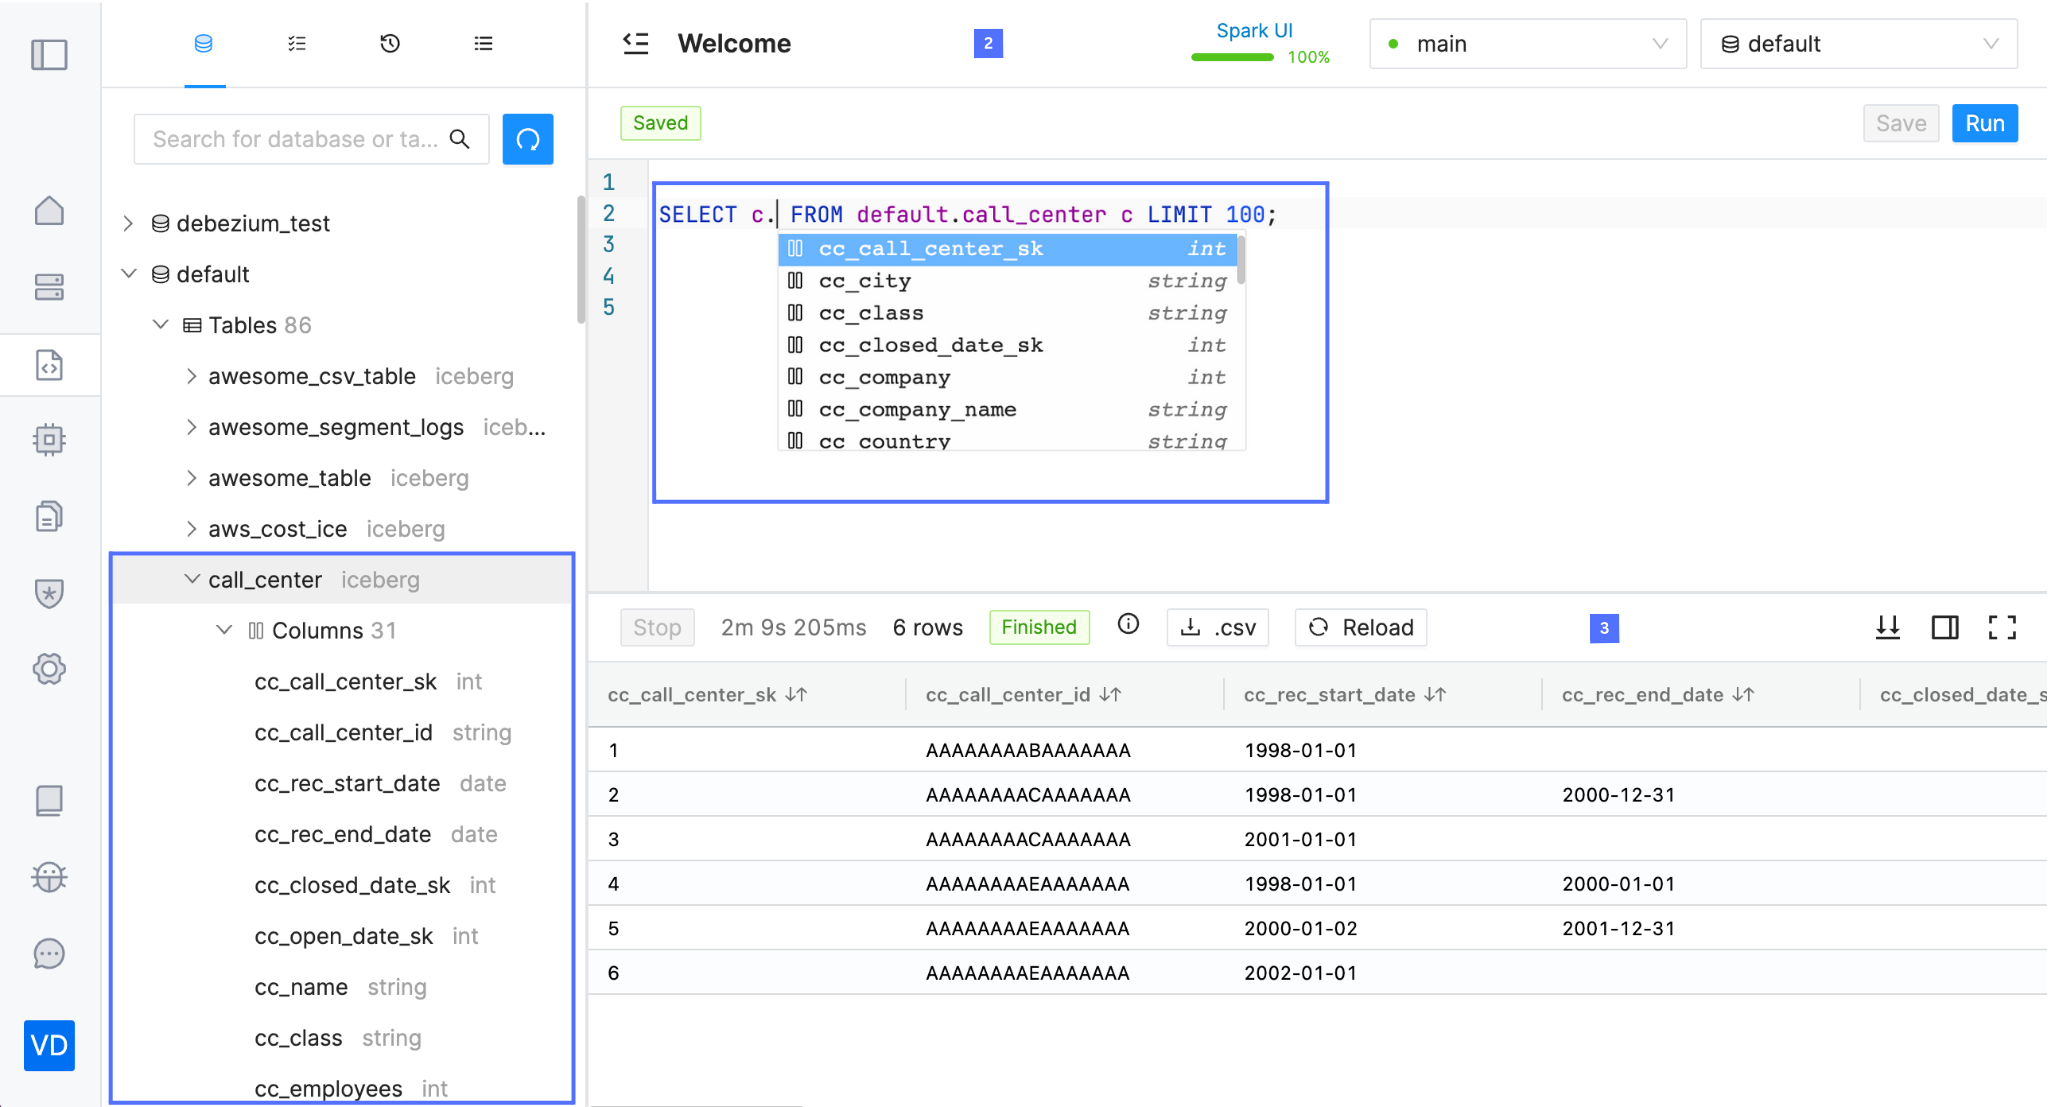 Welcome
2
Spark UI
100%
main
default
Search for database or ta...
Saved
Save
Run
debezium_test
default
Tables 86
awesome_csv_table iceberg
awesome_segment_logs iceb...
awesome_table iceberg
aws_cost_ice iceberg
call_center iceberg
Columns 31
cc_call_center_sk int
cc_call_center_id string
cc_rec_start_date date
cc_rec_end_date date
cc_closed_date_sk int
cc_open_date_sk int
cc_name string
cc_class string
cc_employees int
VD
1
2 SELECT c. FROM default.call_center c LIMIT 100;
3
4
5
cc_call_center_sk int
cc_city string
cc_class string
cc_closed_date_sk int
cc_company int
cc_company_name string
cc_country string
Stop 2m 9s 205ms 6 rows Finished .csv Reload 3
cc_call_center_sk cc_call_center_id cc_rec_start_date cc_rec_end_date cc_closed_date_s
1 AAAAAAAABAAAAAAA 1998-01-01
2 AAAAAAAACAAAAAAA 1998-01-01 2000-12-31
3 AAAAAAAACAAAAAAA 2001-01-01
4 AAAAAAAAEAAAAAAA 1998-01-01 2000-01-01
5 AAAAAAAAEAAAAAAA 2000-01-02 2001-12-31
6 AAAAAAAAEAAAAAAA 2002-01-01